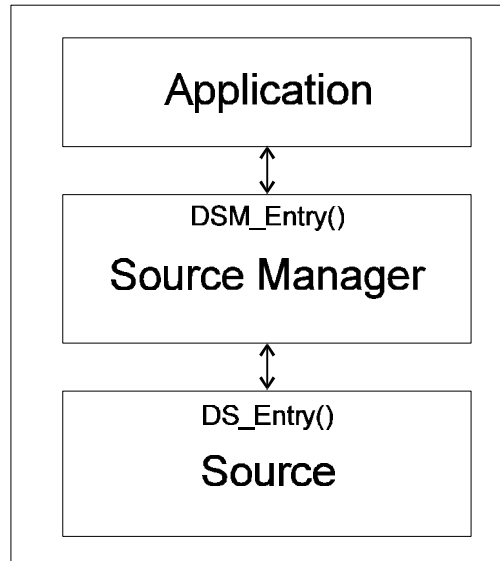 Application
DSM_Entry()
Source Manager
DS_Entry()
Source